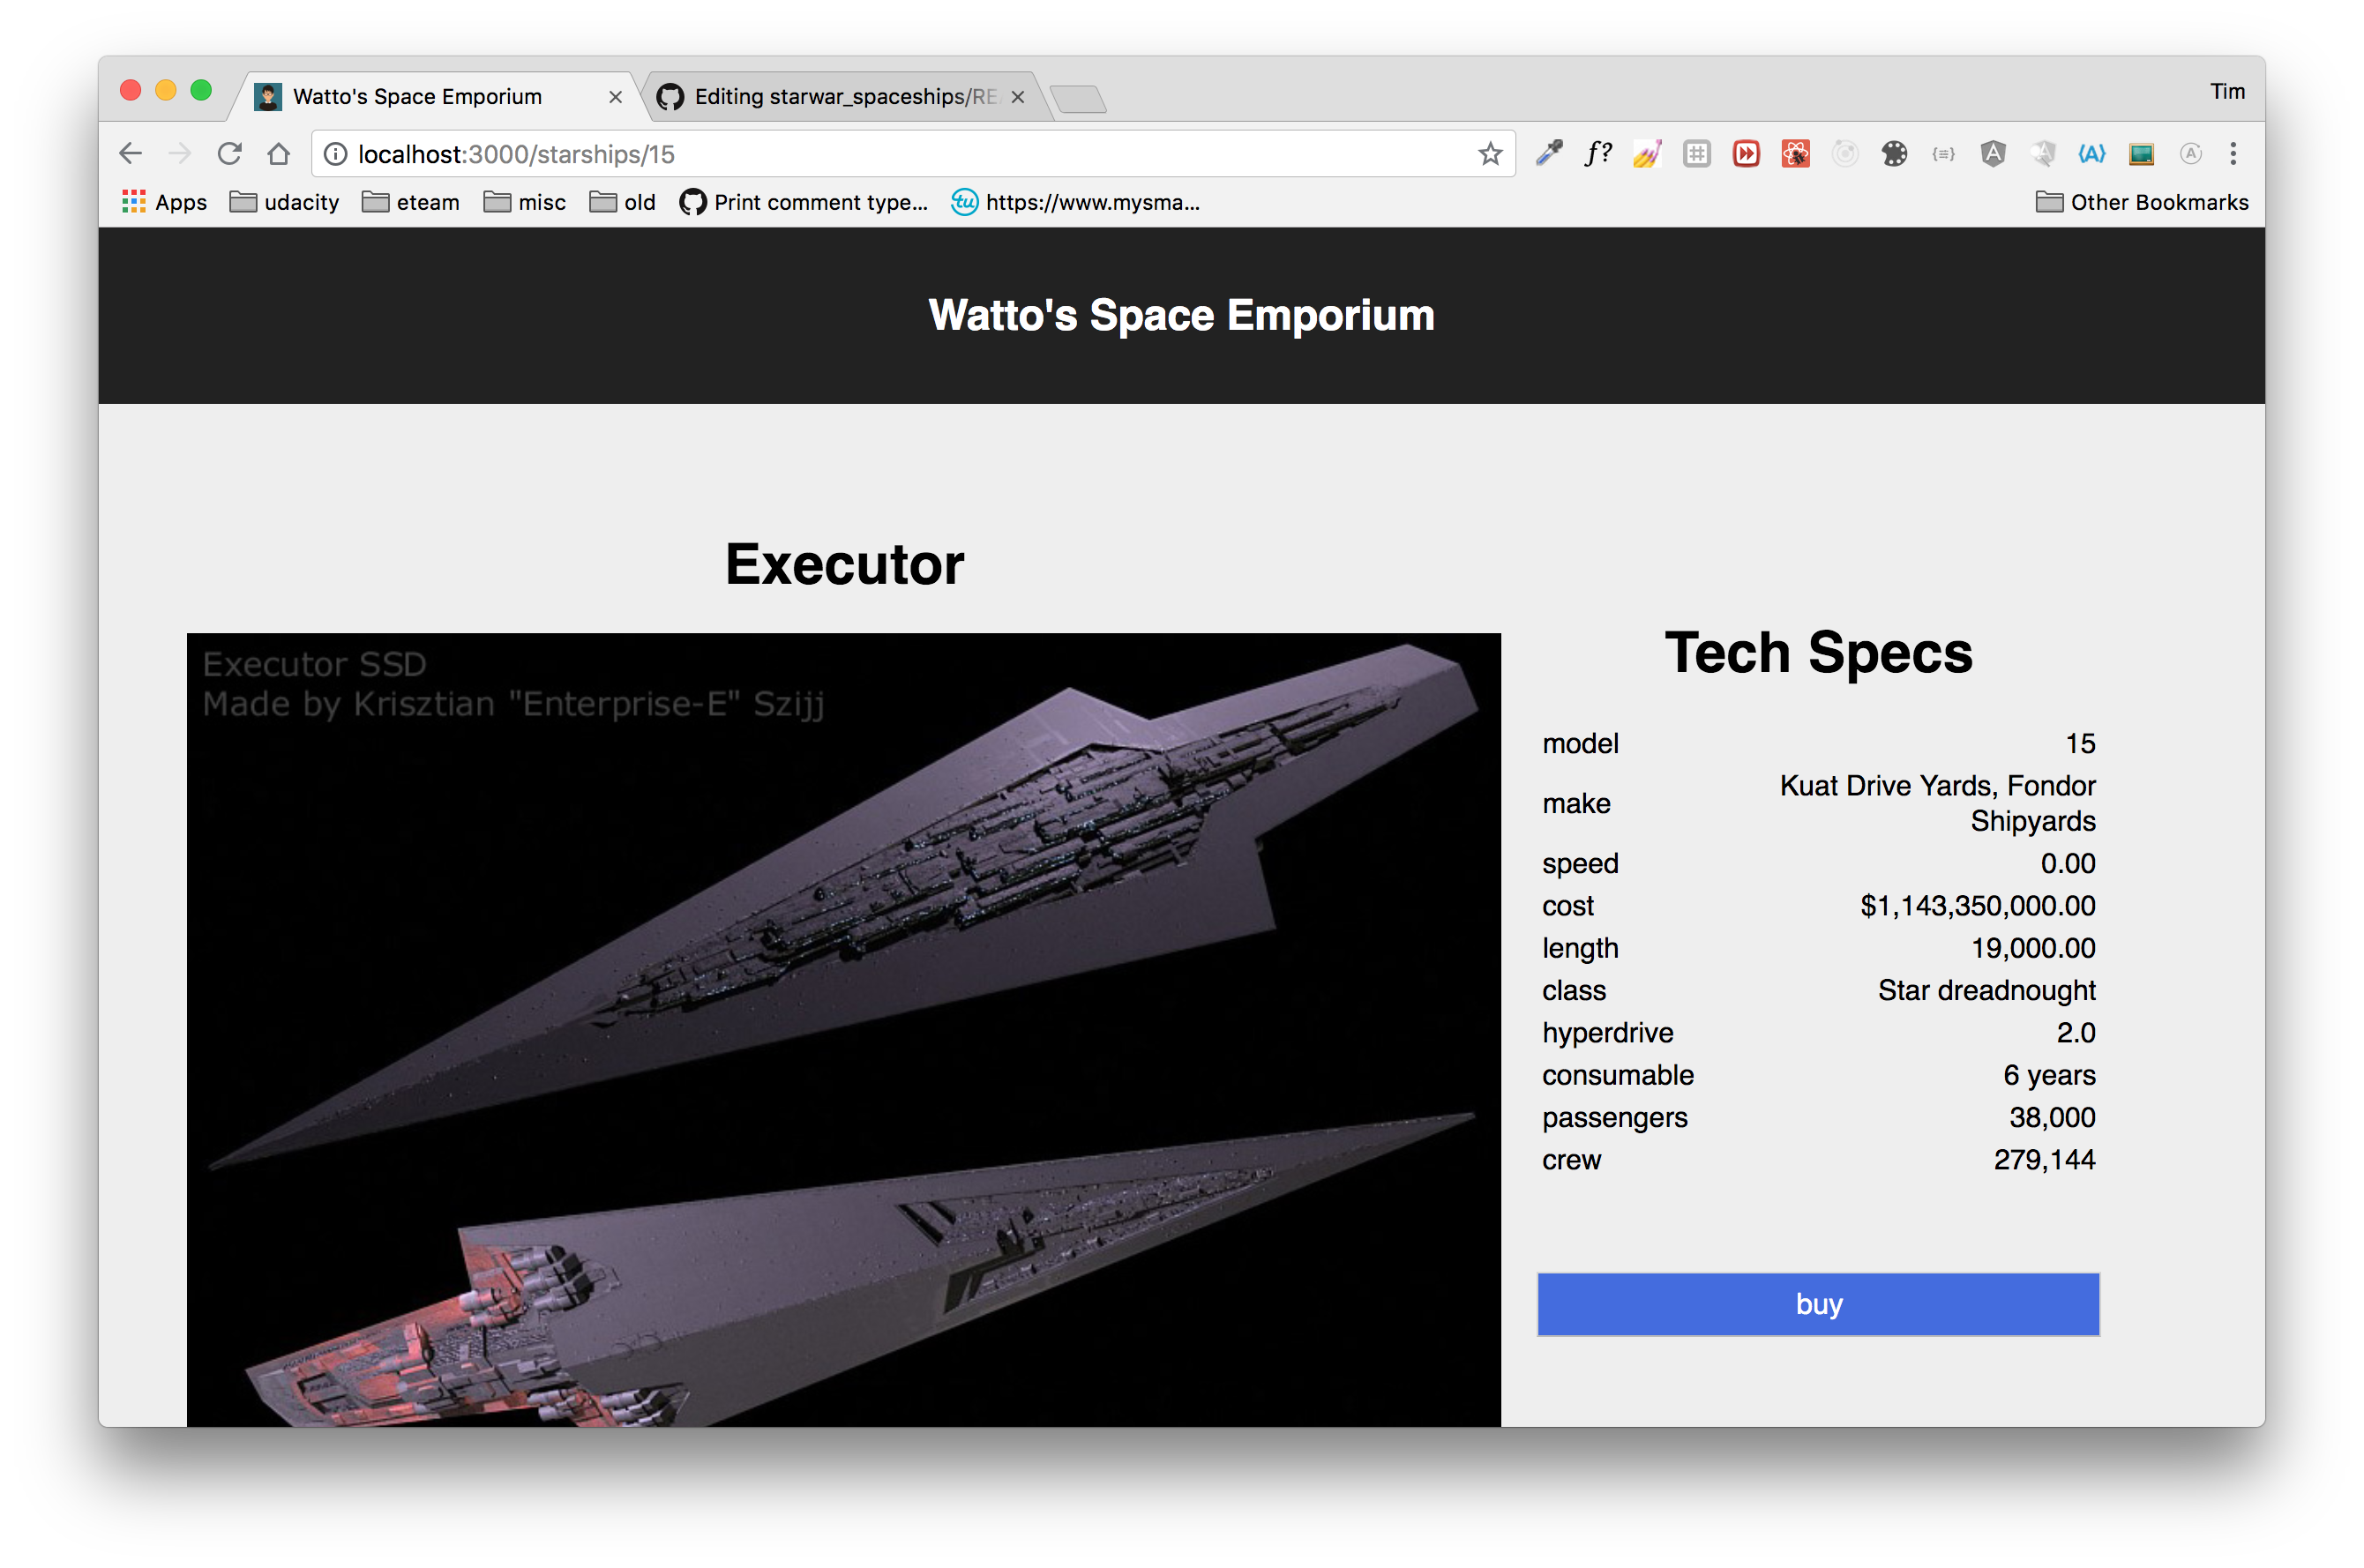 Watto's Space Emporium
Editing starwar_spaceships/RE
Tim
localhost:3000/starships/15
f?
Apps
udacity
eteam
misc
old
Print comment type...
tu
https://www.mysma...
Other Bookmarks
Watto's Space Emporium
Executor
Executor SSD
Made by Krisztian "Enterprise-E" Szijj
Tech Specs
model 15
make Kuat Drive Yards, Fondor
Shipyards
speed 0.00
cost $1,143,350,000.00
length 19,000.00
class Star dreadnought
hyperdrive 2.0
consumable 6 years
passengers 38,000
crew 279,144
buy